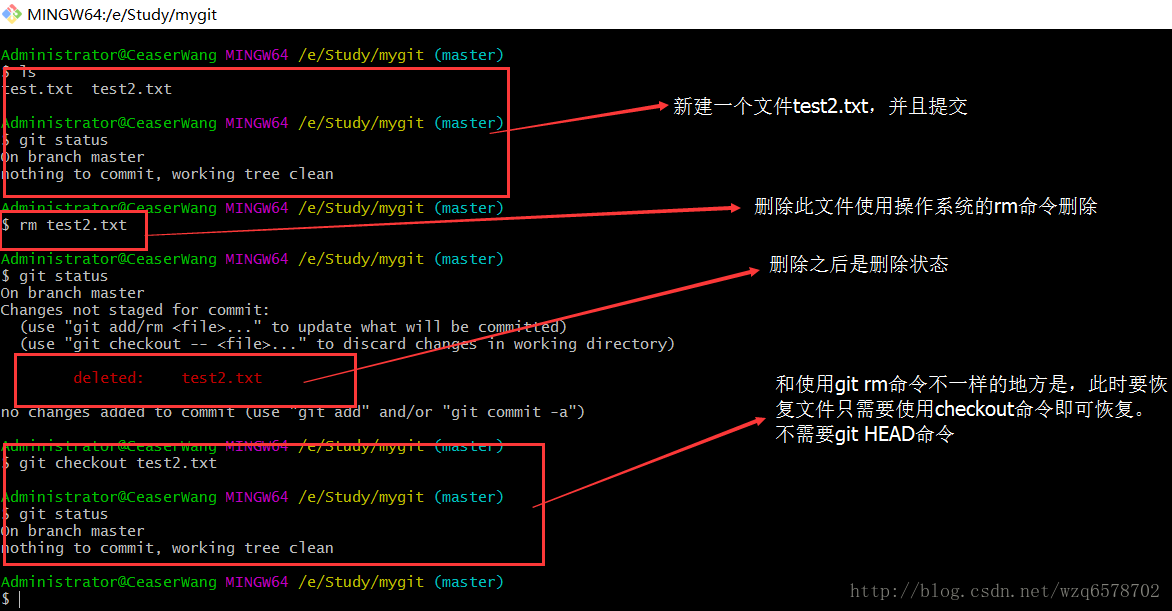 MINGW64:/e/Study/mygit
Administrator@CeaserWang MINGW64 /e/Study/mygit (master)
$ ls
test.txt  test2.txt
新建一个文件test2.txt，并且提交
Administrator@CeaserWang MINGW64 /e/Study/mygit (master)
$ git status
On branch master
nothing to commit, working tree clean
Administrator@CeaserWang MINGW64 /e/Study/mygit (master)
删除此文件使用操作系统的rm命令删除
$ rm test2.txt
Administrator@CeaserWang MINGW64 /e/Study/mygit (master)
删除之后是删除状态
$ git status
On branch master
Changes not staged for commit:
  (use "git add/rm <file>..." to update what will be committed)
  (use "git checkout -- <file>..." to discard changes in working directory)
        deleted:    test2.txt
和使用git rm命令不一样的地方是，此时要恢
复文件只需要使用checkout命令即可恢复。
不需要git HEAD命令
no changes added to commit (use "git add" and/or "git commit -a")
Administrator@CeaserWang MINGW64 /e/Study/mygit (master)
$ git checkout test2.txt
Administrator@CeaserWang MINGW64 /e/Study/mygit (master)
$ git status
On branch master
nothing to commit, working tree clean
Administrator@CeaserWang MINGW64 /e/Study/mygit (master)
$
http://blog.csdn.net/wzq6578702